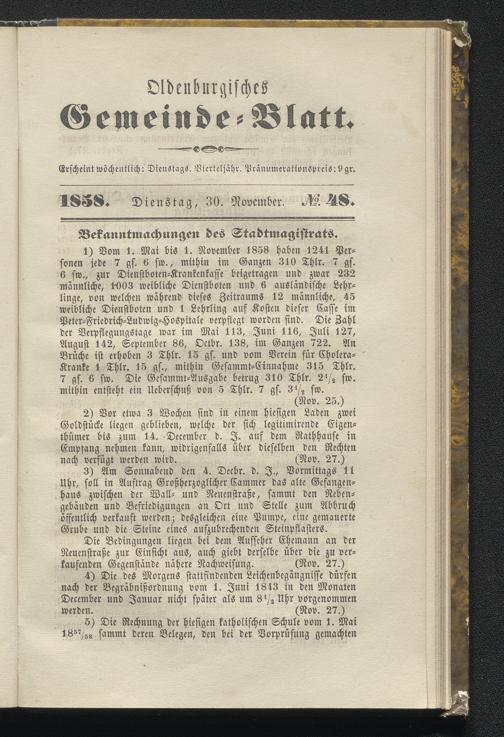 Oldenburgisches
Gemeinde-Blatt.
Erscheint wöchentlich: Dienstags. Vierteljähr. Pränumerationspreis: 9 gr.
1858. Dienstag, 30. November. №. 48.
Bekanntmachungen des Stadtmagistrats.
1) Vom 1. Mai bis 1. November 1858 haben 1241 Per-
sonen jede 7 gs. 6 sw., mithin im Ganzen 310 Thlr. 7 gs.
6 sw., zur Dienstboten-Krankenkasse beigetragen und zwar 232
männliche, 1003 weibliche Dienstboten und 6 ausländische Lehr-
linge, von welchen während dieses Zeitraums 12 männliche, 45
weibliche Dienstboten und 1 Lehrling auf Kosten dieser Casse im
Peter-Friedrich-Ludwig-Hospitale verpflegt worden sind. Die Zahl
der Verpflegungstage war im Mai 113, Juni 116, Juli 127,
August 142, September 86, Octbr. 138, im Ganzen 722. An
Brüche ist erhoben 3 Thlr. 15 gs. und vom Verein für Cholera-
Kranke 1 Thlr. 15 gs., mithin Gesammt-Einnahme 315 Thlr.
7 gs. 6 sw. Die Gesammt-Ausgabe betrug 310 Thlr. 2 4/5 sw.
mithin entsteht ein Ueberschuß von 5 Thlr. 7 gs. 3 1/5 sw.
(Nov. 25.)
2) Vor etwa 3 Wochen sind in einem hiesigen Laden zwei
Goldstücke liegen geblieben, welche der sich legitimirende Eigen-
thümer bis zum 14. December d. J. auf dem Rathhause in
Empfang nehmen kann, widrigenfalls über dieselben den Rechten
nach verfügt werden wird. (Nov. 27.)
3) Am Sonnabend den 4. Decbr. d. J., Vormittags 11
Uhr, soll in Auftrag Großherzoglicher Cammer das alte Gefangen-
haus zwischen der Wall- und Neuenstraße, sammt den Neben-
gebäuden und Befriedigungen an Ort und Stelle zum Abbruch
öffentlich verkauft werden; desgleichen eine Pumpe, eine gemauerte
Grube und die Steine eines aufzubrechenden Steinpflasters.
Die Bedingungen liegen bei dem Aufseher Ehemann an der
Neuenstraße zur Einsicht aus, auch giebt derselbe über die zu ver-
kaufenden Gegenstände nähere Nachweisung. (Nov. 27.)
4) Die des Morgens stattfindenden Leichenbegängnisse dürfen
nach der Begräbnißordnung vom 1. Juni 1843 in den Monaten
December und Januar nicht später als um 8 1/2 Uhr vorgenommen
werden. (Nov. 27.)
5) Die Rechnung der hiesigen katholischen Schule vom 1. Mai
18 57/58 sammt deren Belegen, den bei der Vorprüfung gemachten